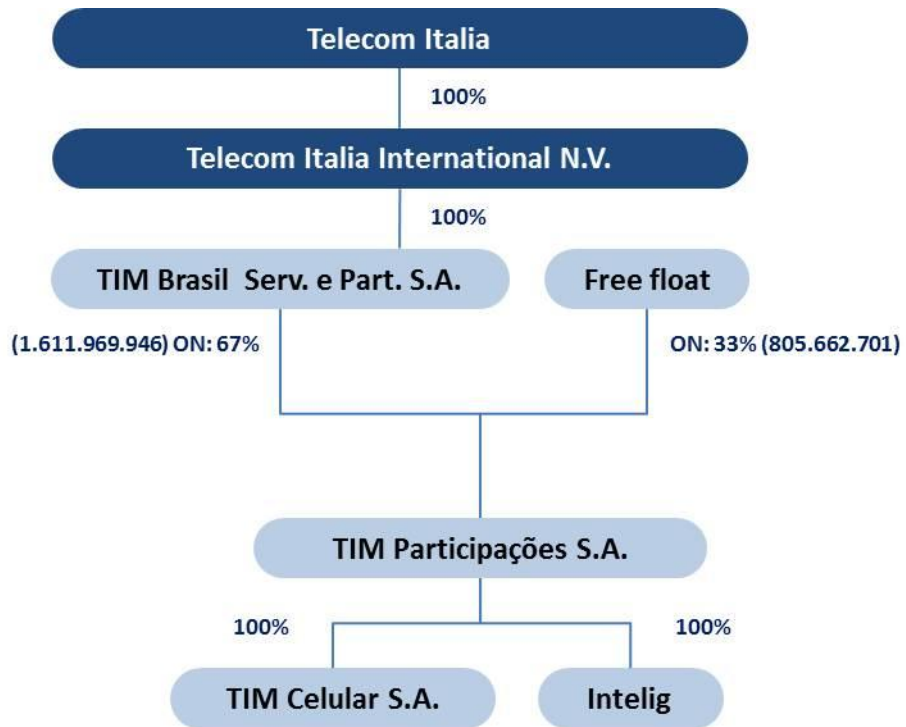 Telecom Italia
100%
Telecom Italia International N.V.
100%
TIM Brasil Serv. e Part. S.A.
Free float
(1.611.969.946) ON: 67%
ON: 33% (805.662.701)
TIM Participações S.A.
100%
100%
TIM Celular S.A.
Intelig